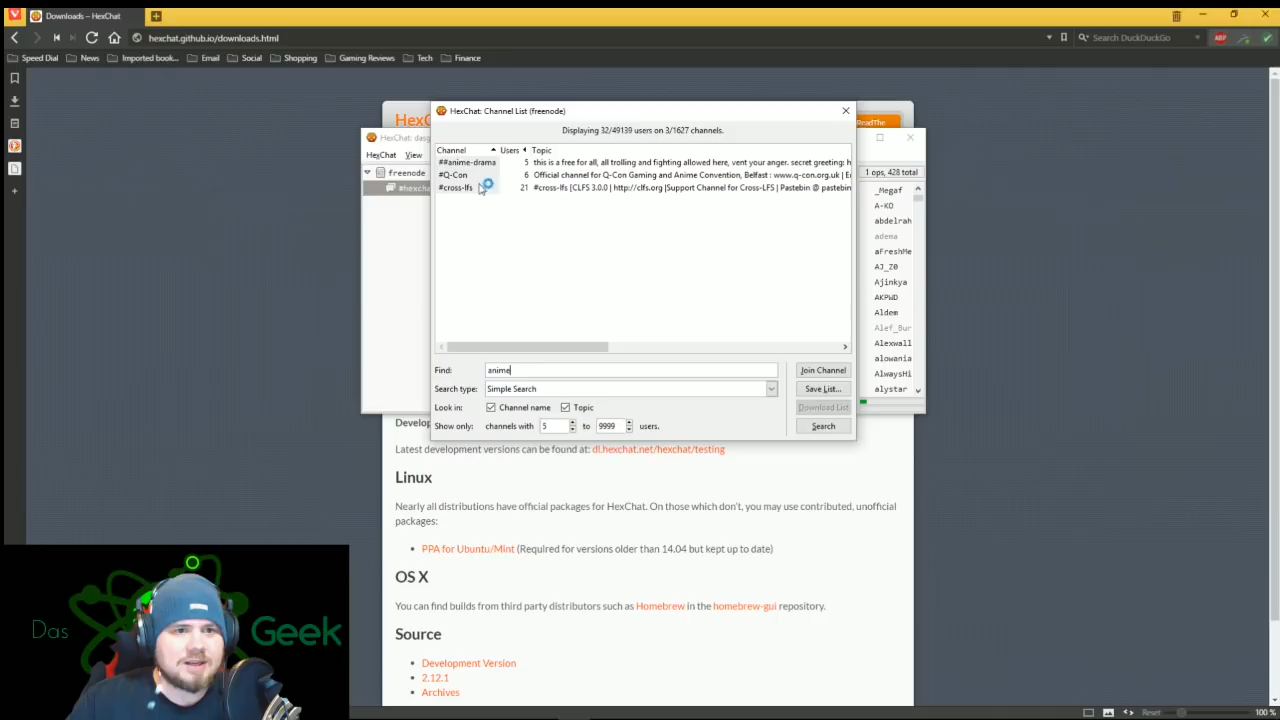 Downloads – HexChat
hexchat.github.io/downloads.html
Search DuckDuckGo
ABP
Speed Dial
News
Imported book...
Email
Social
Shopping
Gaming Reviews
Tech
Finance
HexChat: Channel List (freenode)
ReadThe
Displaying 32/49139 users on 3/1627 channels.
HexChat View
Channel Users Topic
##anime-drama 5 this is a free for all, all trolling and fighting allowed here, vent your anger. secret greeting: h
#Q-Con 6 Official channel for Q-Con Gaming and Anime Convention, Belfast : www.q-con.org.uk |
#cross-lfs 21 #cross-lfs [CLFS 3.0.0 | http://clfs.org |Support Channel for Cross-LFS | Pastebin @ pastebin
freenode
#hexcha
1 ops, 428 total
_Megaf
A-KO
abdelrah
adema
aFreshMe
AJ_Z0
Ajinkya
AKPWD
Aldem
Alef_Bur
Alexwall
alowania
AlwaysHi
alystar
Find: anime
Join Channel
Search type: Simple Search
Save List...
Look in: Channel name Topic
Download List
Show only: channels with 5 to 9999 users.
Search
Develop
Latest development versions can be found at: dl.hexchat.net/hexchat/testing
Linux
Nearly all distributions have official packages for HexChat. On those which don't, you may use contributed, unofficial
packages:
• PPA for Ubuntu/Mint (Required for versions older than 14.04 but kept up to date)
OS X
You can find builds from third party distributors such as Homebrew in the homebrew-gui repository.
Source
• Development Version
• 2.12.1
• Archives
Das Geek
Reset 100 %